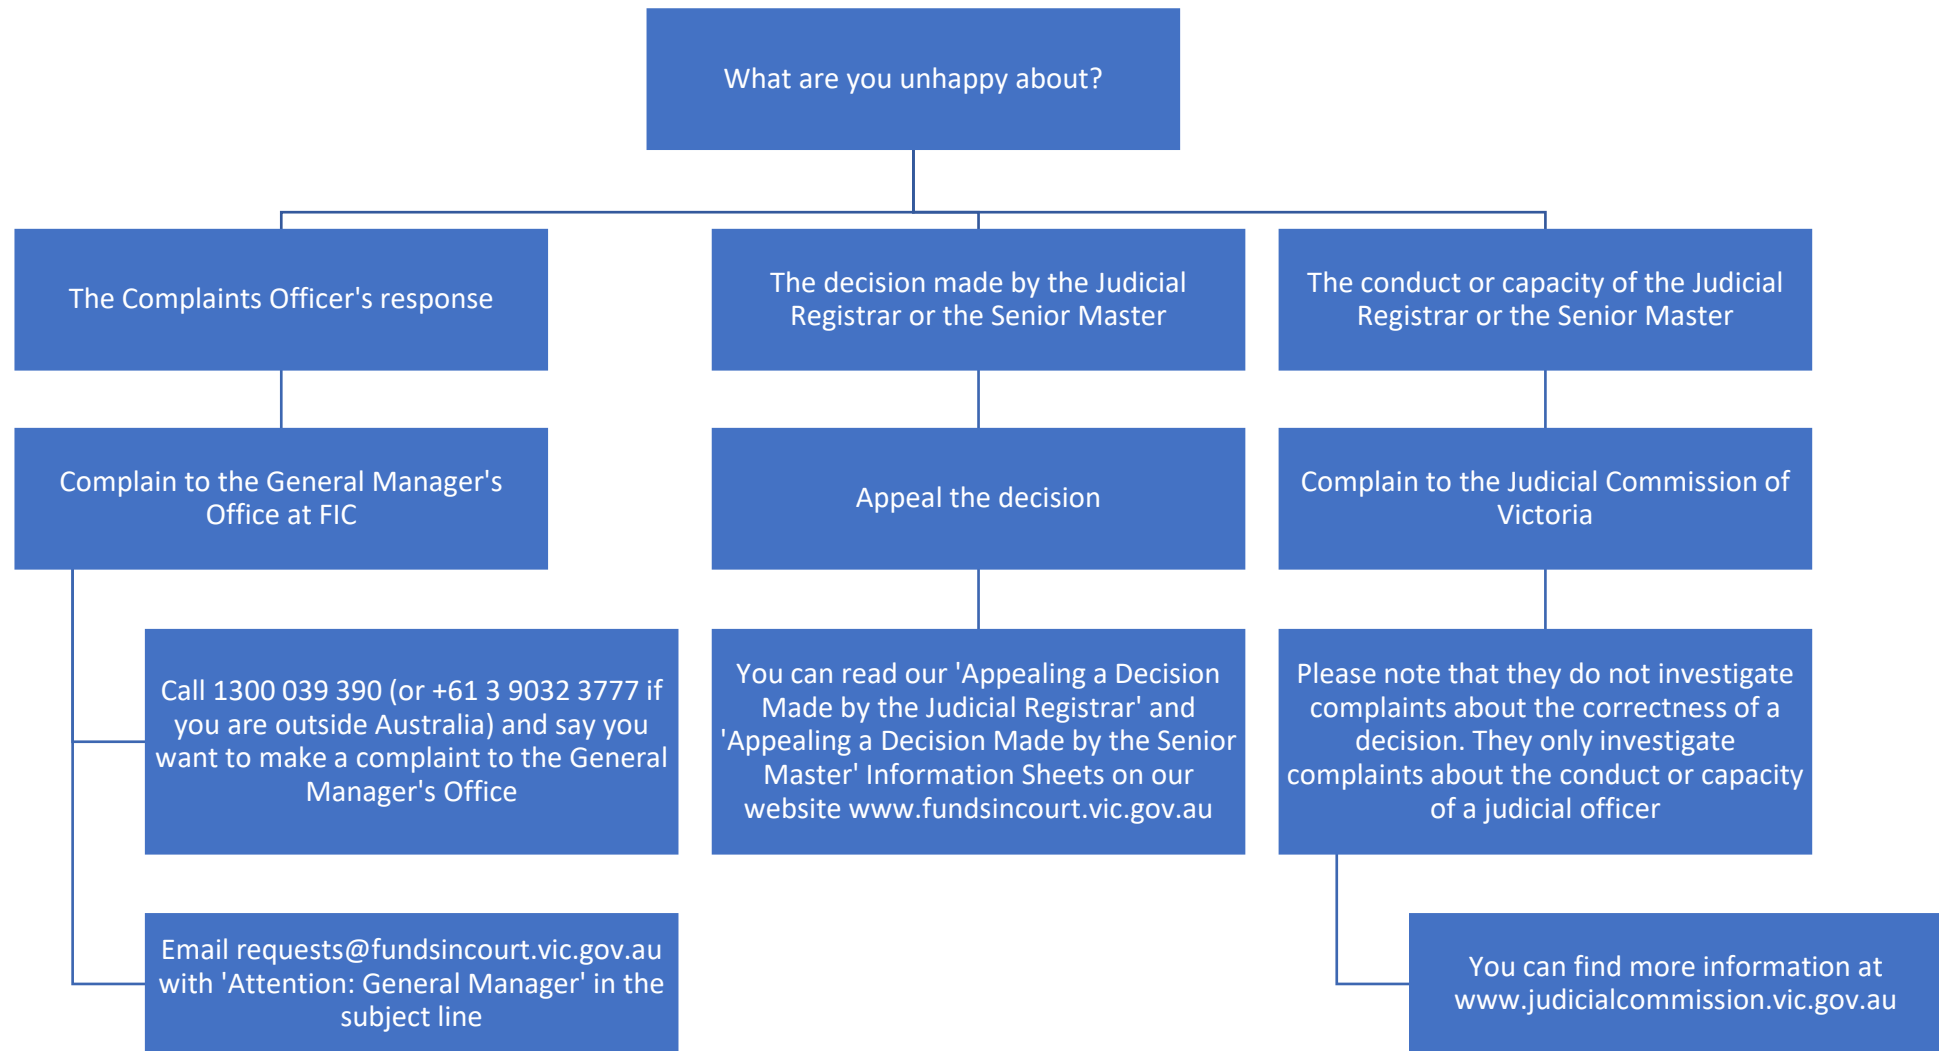 What are you unhappy about?
The Complaints Officer's response
The decision made by the Judicial
Registrar or the Senior Master
The conduct or capacity of the Judicial
Registrar or the Senior Master
Complain to the General Manager's
Office at FIC
Appeal the decision
Complain to the Judicial Commission of
Victoria
Call 1300 039 390 (or +61 3 9032 3777 if
you are outside Australia) and say you
want to make a complaint to the General
Manager's Office
You can read our 'Appealing a Decision
Made by the Judicial Registrar' and
'Appealing a Decision Made by the Senior
Master' Information Sheets on our
website www.fundsincourt.vic.gov.au
Please note that they do not investigate
complaints about the correctness of a
decision. They only investigate
complaints about the conduct or capacity
of a judicial officer
Email requests@fundsincourt.vic.gov.au
with 'Attention: General Manager' in the
subject line
You can find more information at
www.judicialcommission.vic.gov.au